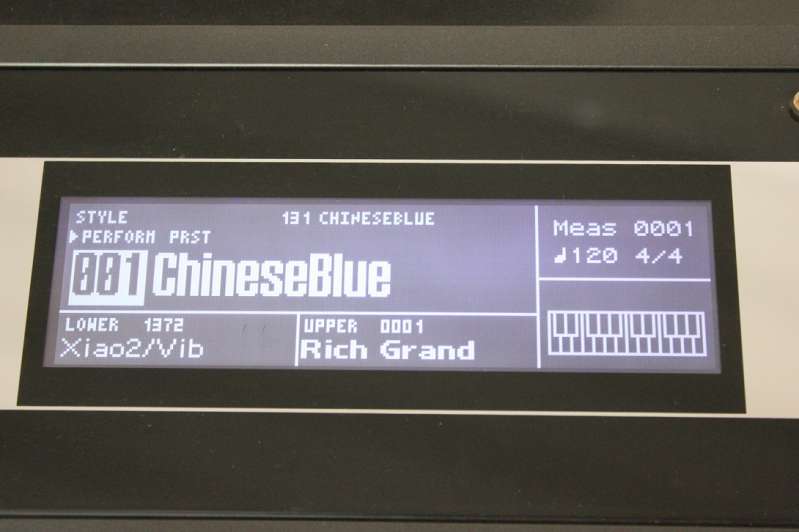 STYLE 131 CHINESEBLUE
PERFORM PRST
001 ChineseBlue
Meas 0001
♩120 4/4
LOWER 1372
Xiao2/Vib
UPPER 0001
Rich Grand